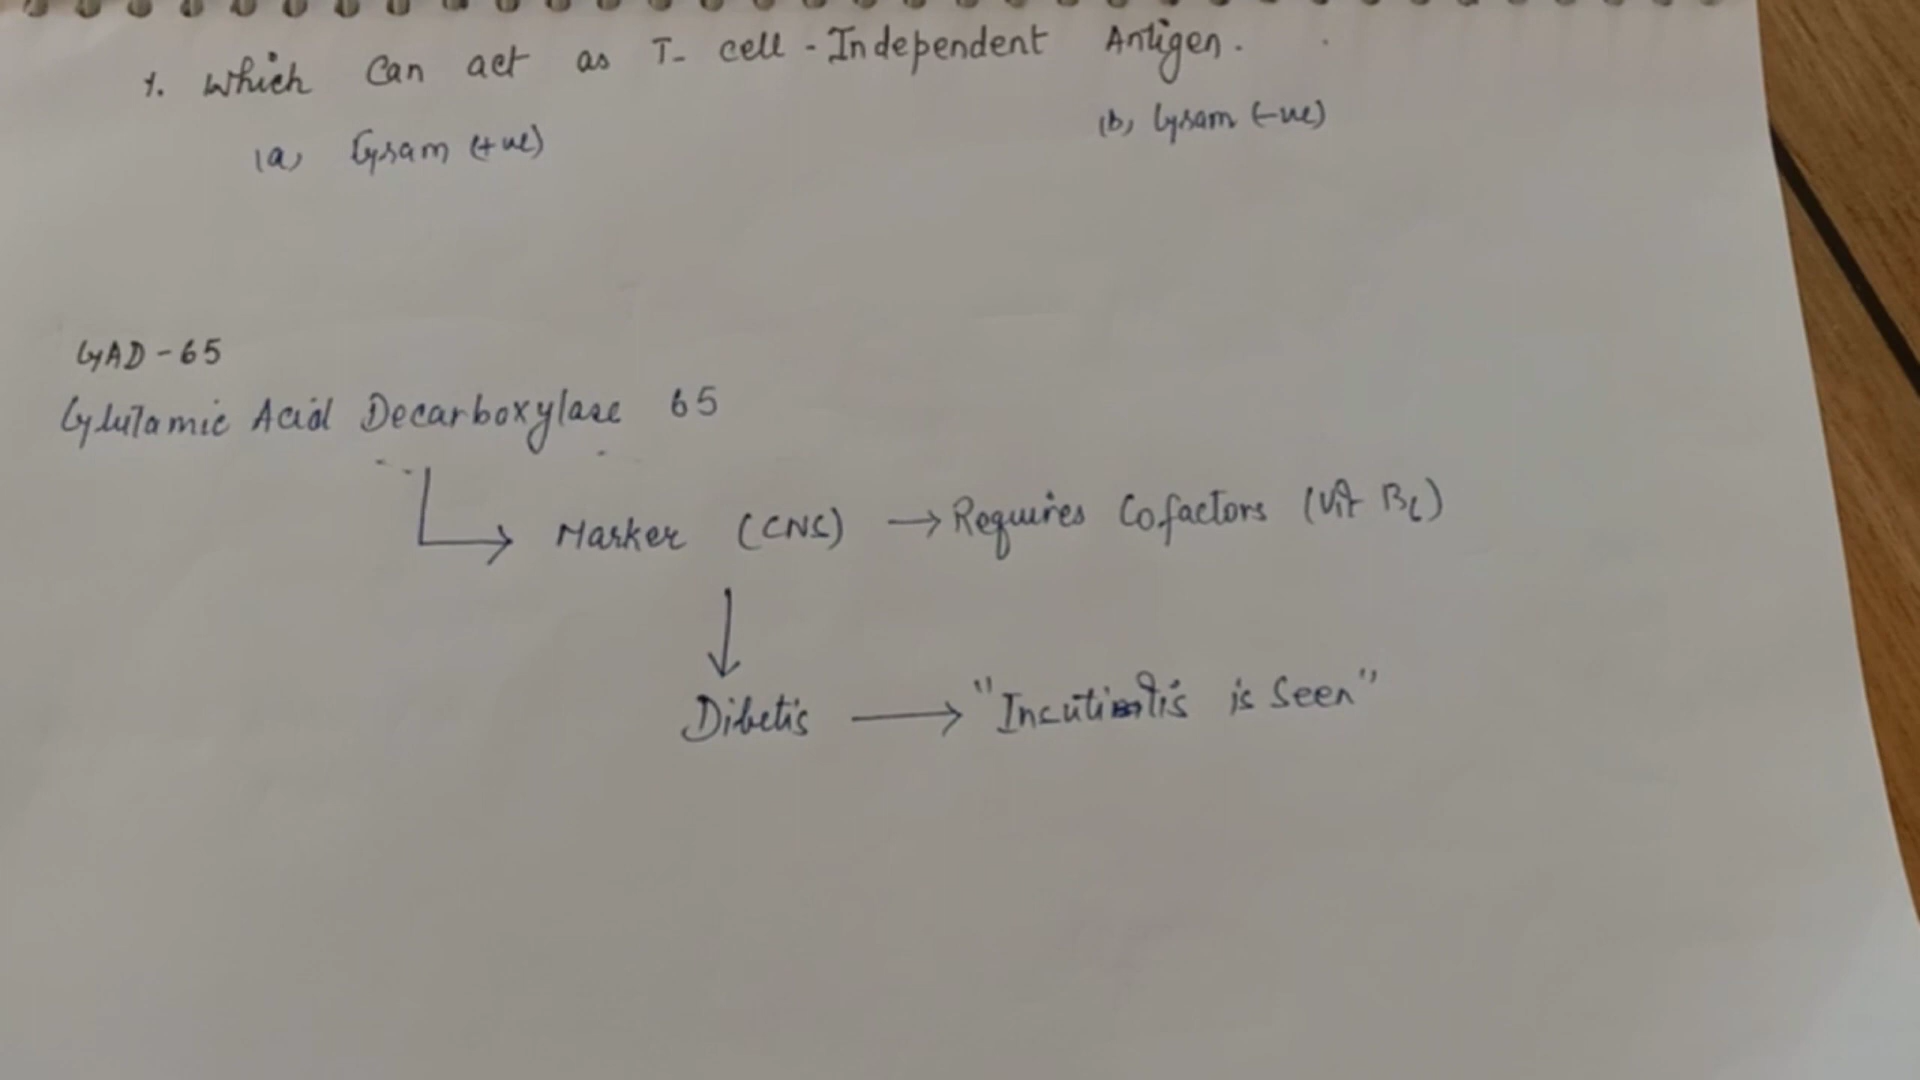 1. Which Can act as T- cell - Independent Antigen.
(a) Gram (+ve) (b) Gram (-ve)
GAD-65
Glutamic Acid Decarboxylase 65
→ Marker (CNS) → Requires Cofactors (Vit B6)
↓
Dibetis → "Incutitis is Seen"